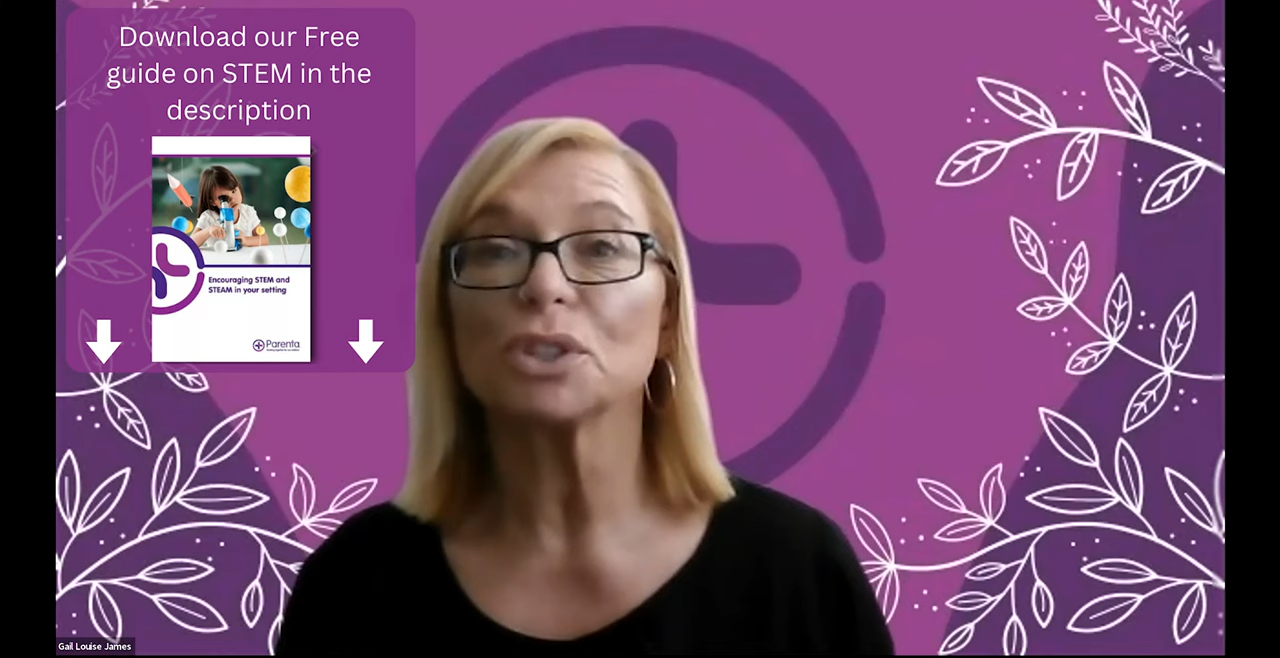 Download our Free
guide on STEM in the
description
Encouraging STEM and
STEAM in your setting
Parenta
Gail Louise James